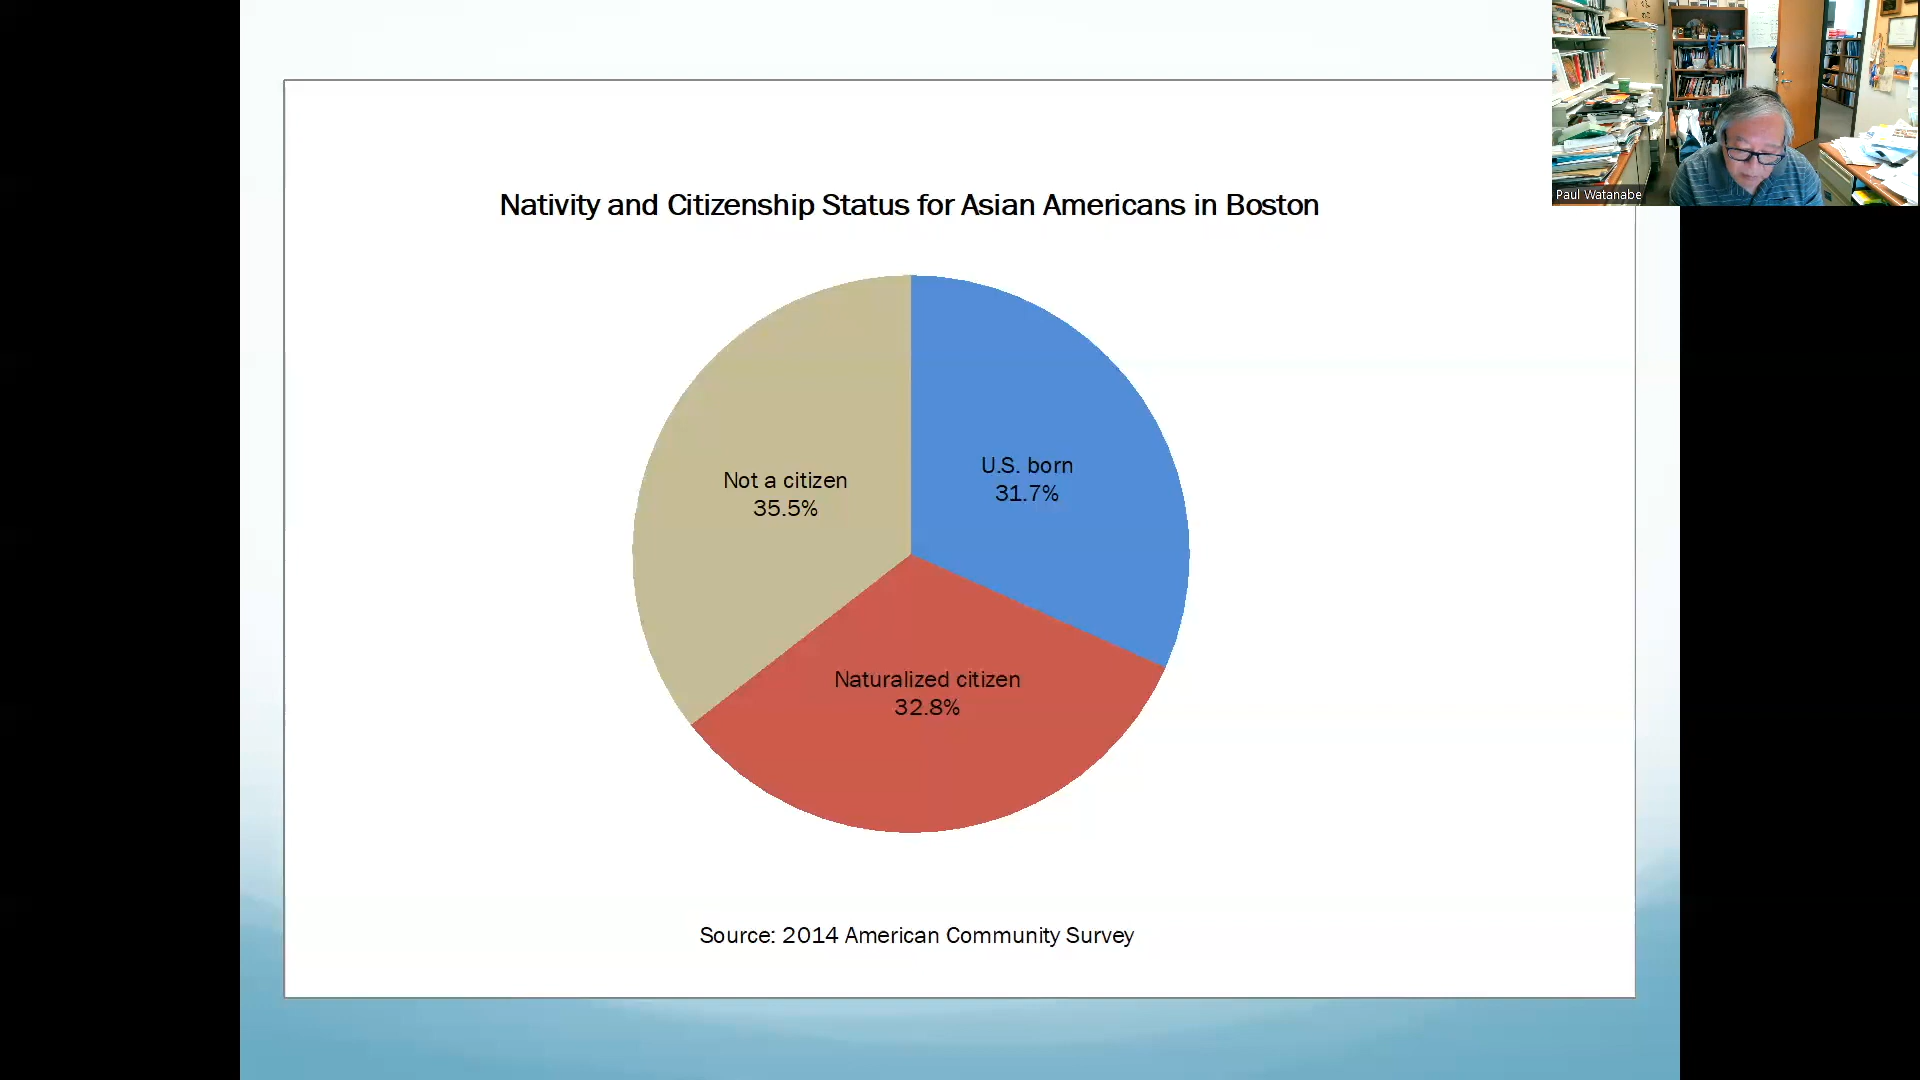 Paul Watanabe
Nativity and Citizenship Status for Asian Americans in Boston
U.S. born
31.7%
Not a citizen
35.5%
Naturalized citizen
32.8%
Source: 2014 American Community Survey